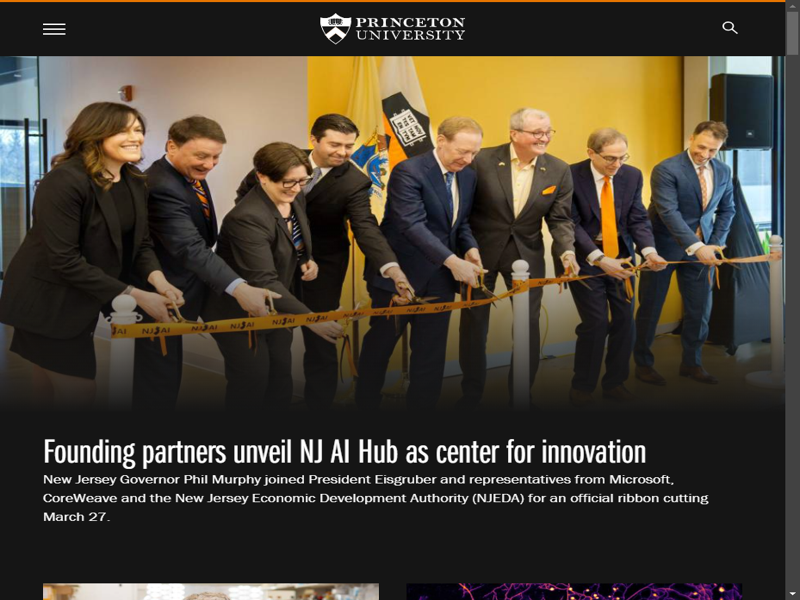 PRINCETON
UNIVERSITY
NJ AI
NJ AI
NJ AI
NJ AI
Founding partners unveil NJ AI Hub as center for innovation
New Jersey Governor Phil Murphy joined President Eisgruber and representatives from Microsoft,
CoreWeave and the New Jersey Economic Development Authority (NJEDA) for an official ribbon cutting
March 27.